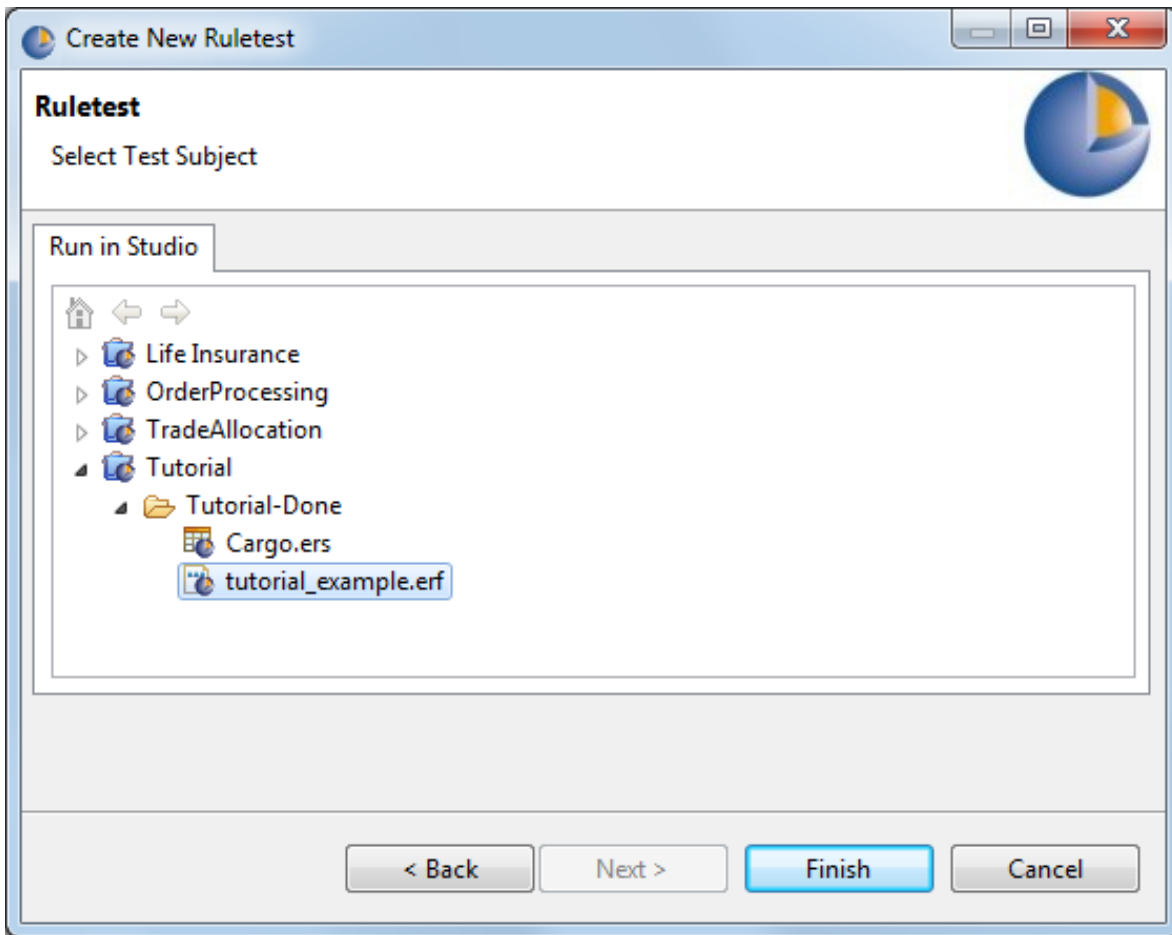 Create New Ruletest
Ruletest
Select Test Subject
Run in Studio
Life Insurance
OrderProcessing
TradeAllocation
Tutorial
Tutorial-Done
Cargo.ers
tutorial_example.erf
< Back Next > Finish Cancel